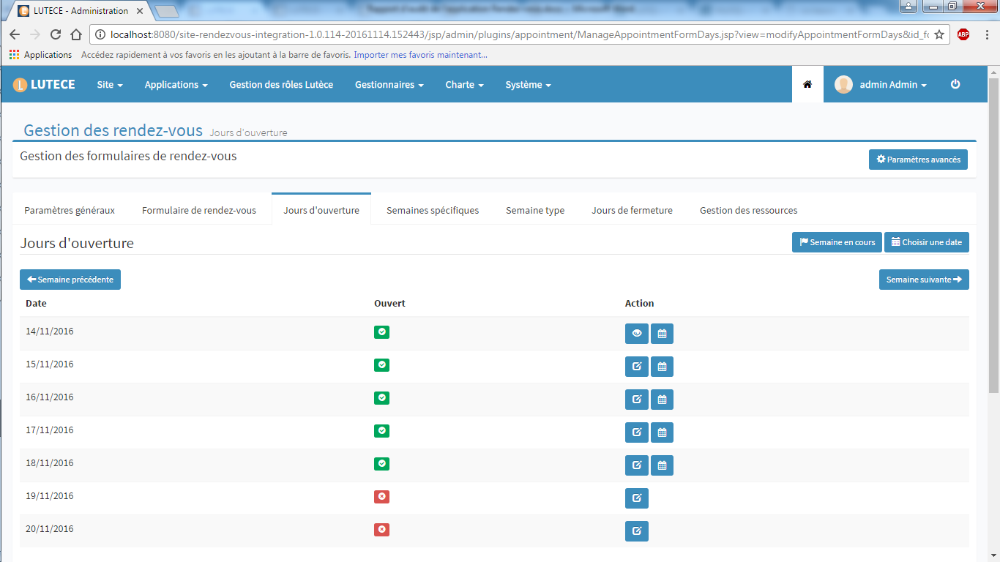 LUTECE - Administration
localhost:8080/site-rendezvous-integration-1.0.114-20161114.152443/jsp/admin/plugins/appointment/ManageAppointmentFormDays.jsp?view=modifyAppointmentFormDays&id_fo
ABP
Applications Accédez rapidement à vos favoris en les ajoutant à la barre de favoris. Importer mes favoris maintenant...
L LUTECE Site Applications Gestion des rôles Lutèce Gestionnaires Charte Système admin Admin
Gestion des rendez-vous Jours d'ouverture
Gestion des formulaires de rendez-vous Paramètres avancés
Paramètres généraux Formulaire de rendez-vous Jours d'ouverture Semaines spécifiques Semaine type Jours de fermeture Gestion des ressources
Jours d'ouverture Semaine en cours Choisir une date
Semaine précédente Semaine suivante
Date Ouvert Action
14/11/2016
15/11/2016
16/11/2016
17/11/2016
18/11/2016
19/11/2016
20/11/2016